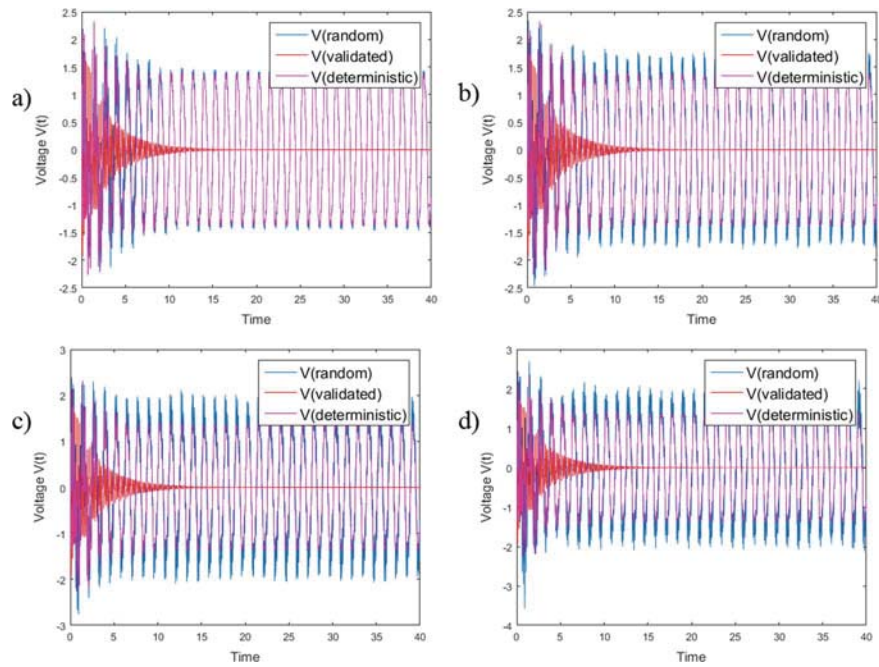 a)
Voltage V(t)
2.5
2
1.5
1
0.5
0
-0.5
-1
-1.5
-2
-2.5
V(random)
V(validated)
V(deterministic)
0 5 10 15 20 25 30 35 40
Time
b)
Voltage V(t)
2.5
2
1.5
1
0.5
0
-0.5
-1
-1.5
-2
-2.5
V(random)
V(validated)
V(deterministic)
0 5 10 15 20 25 30 35 40
Time
c)
Voltage V(t)
3
2
1
0
-1
-2
-3
V(random)
V(validated)
V(deterministic)
0 5 10 15 20 25 30 35 40
Time
d)
Voltage V(t)
3
2
1
0
-1
-2
-3
-4
V(random)
V(validated)
V(deterministic)
0 5 10 15 20 25 30 35 40
Time